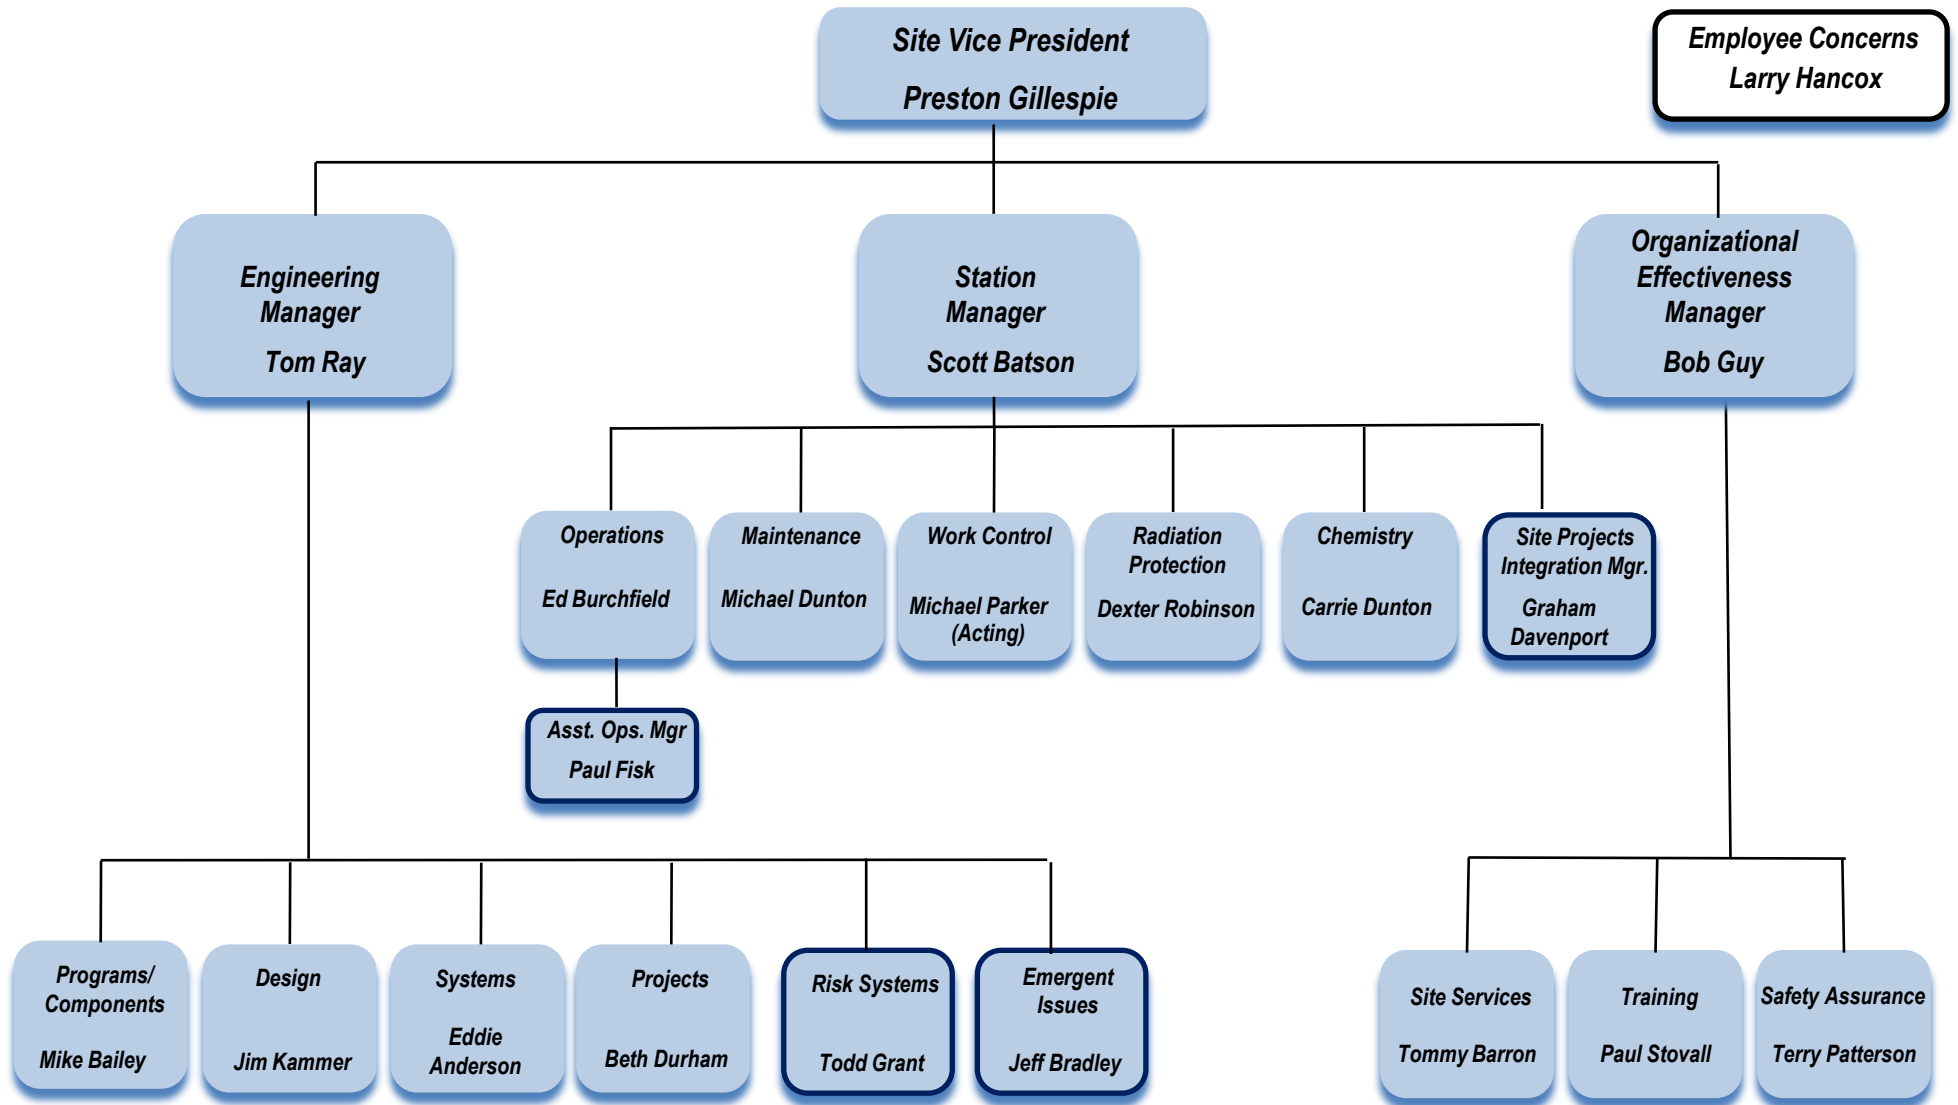 Site Vice President
Preston Gillespie
Employee Concerns
Larry Hancox
Engineering
Manager
Tom Ray
Station
Manager
Scott Batson
Organizational
Effectiveness
Manager
Bob Guy
Operations
Ed Burchfield
Maintenance
Michael Dunton
Work Control
Michael Parker
(Acting)
Radiation
Protection
Dexter Robinson
Chemistry
Carrie Dunton
Site Projects
Integration Mgr.
Graham
Davenport
Asst. Ops. Mgr
Paul Fisk
Programs/
Components
Mike Bailey
Design
Jim Kammer
Systems
Eddie
Anderson
Projects
Beth Durham
Risk Systems
Todd Grant
Emergent
Issues
Jeff Bradley
Site Services
Tommy Barron
Training
Paul Stovall
Safety Assurance
Terry Patterson